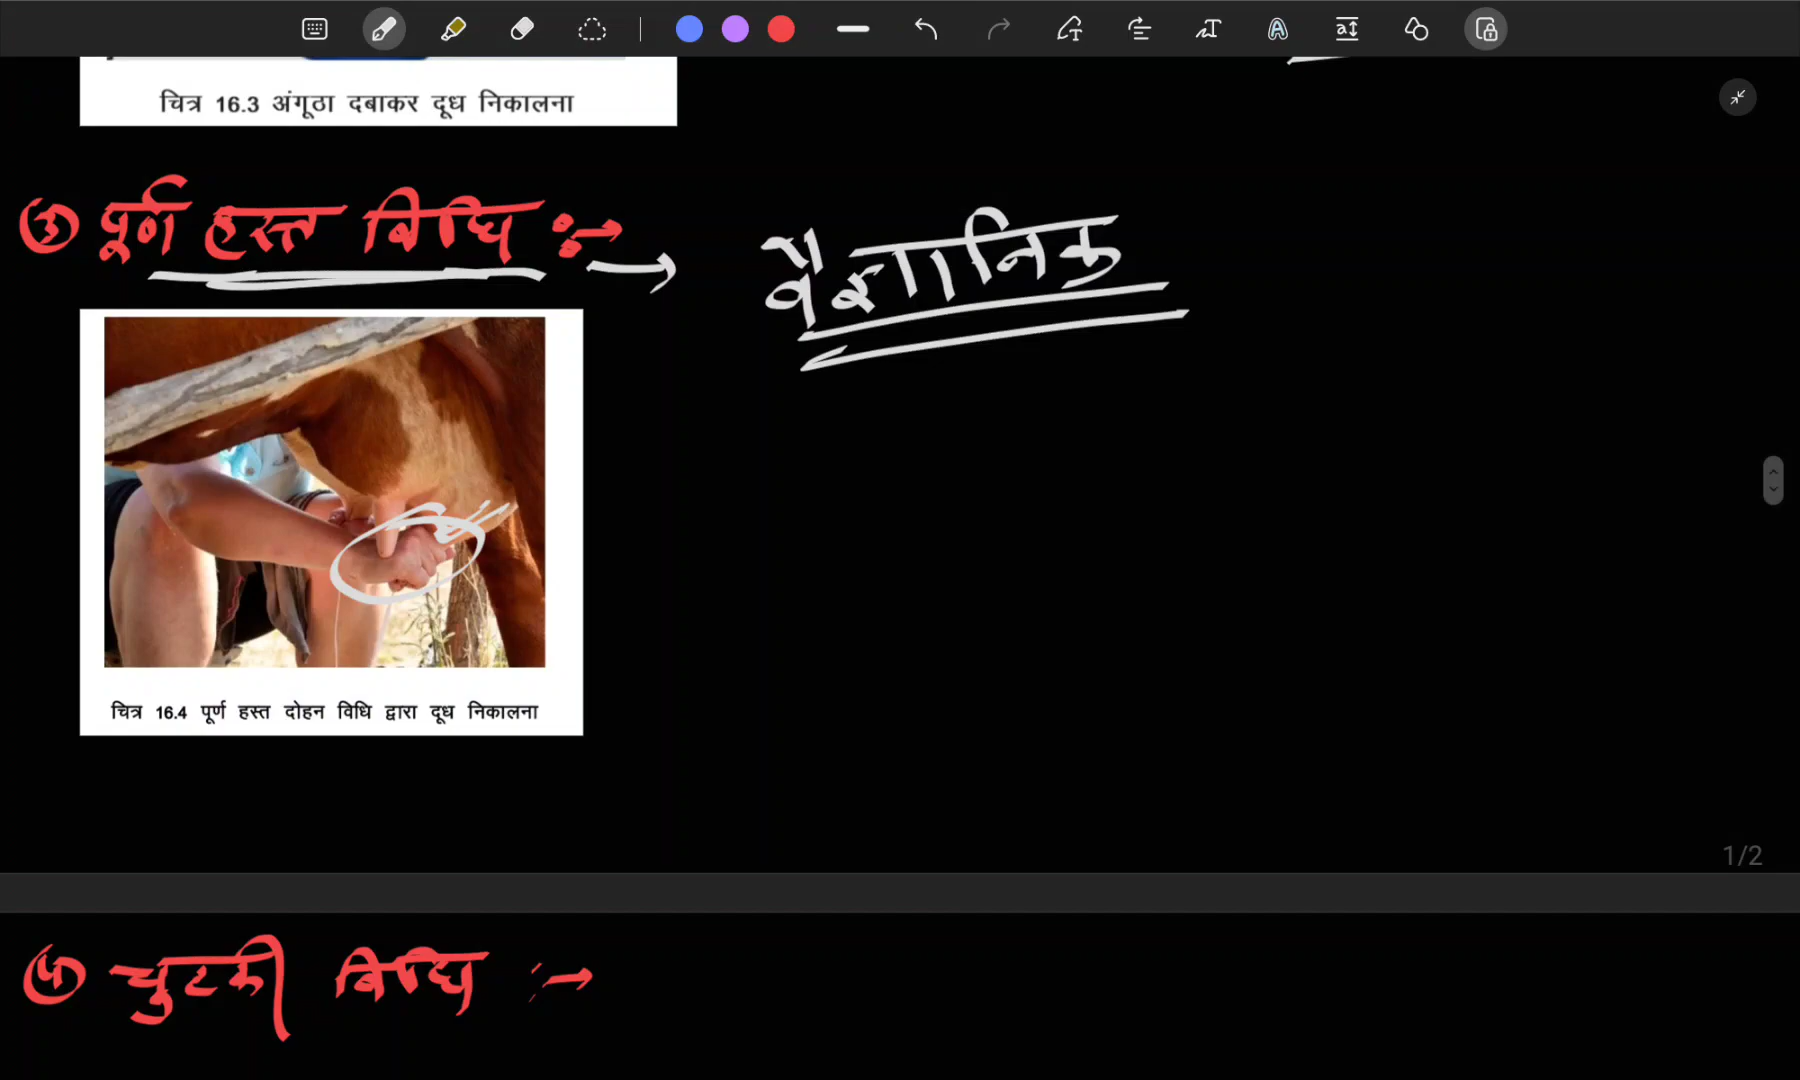 चित्र 16.3 अंगूठा दबाकर दूध निकालना
③ पूर्ण हस्त विधि :→
→ वैज्ञानिक
चित्र 16.4 पूर्ण हस्त दोहन विधि द्वारा दूध निकालना
1/2
④ चुटकी विधि :→